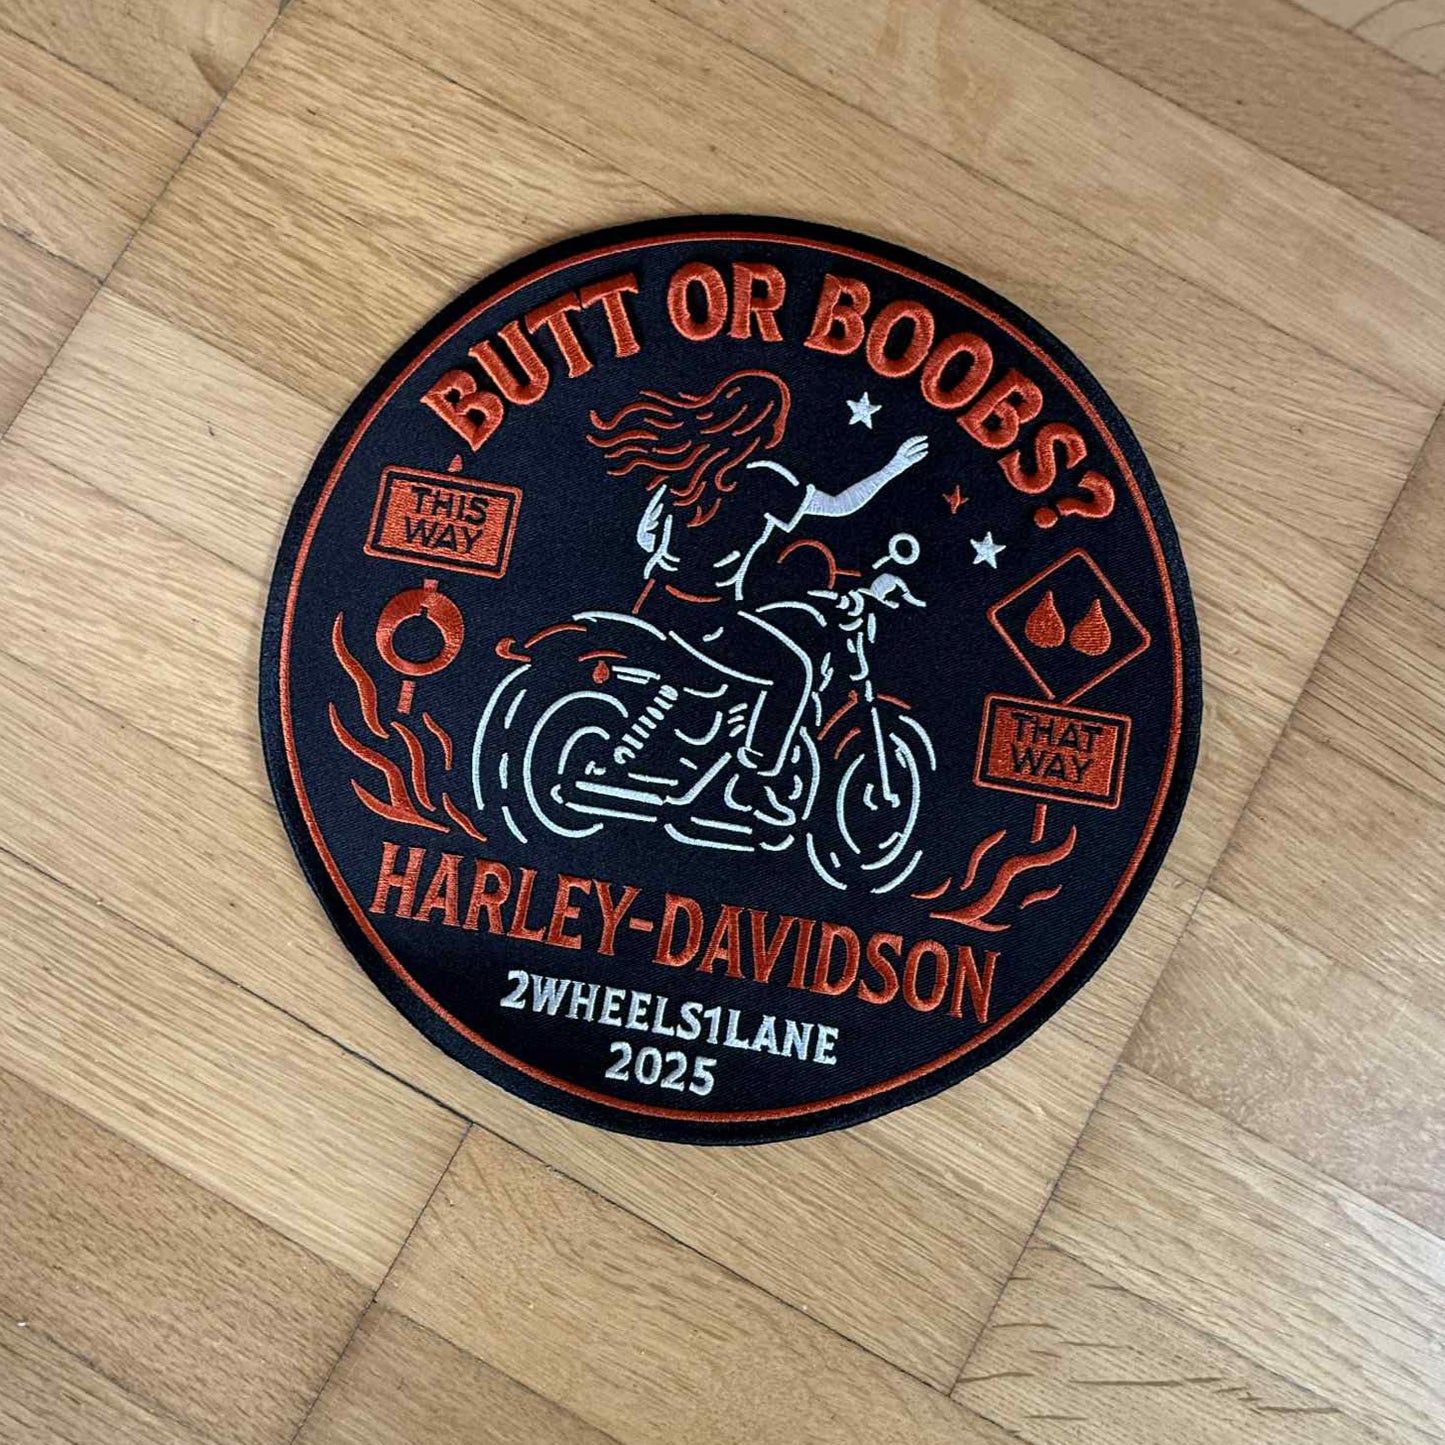 BUTT OR BOOBS?
THIS
WAY
THAT
WAY
HARLEY-DAVIDSON
2WHEELS1LANE
2025